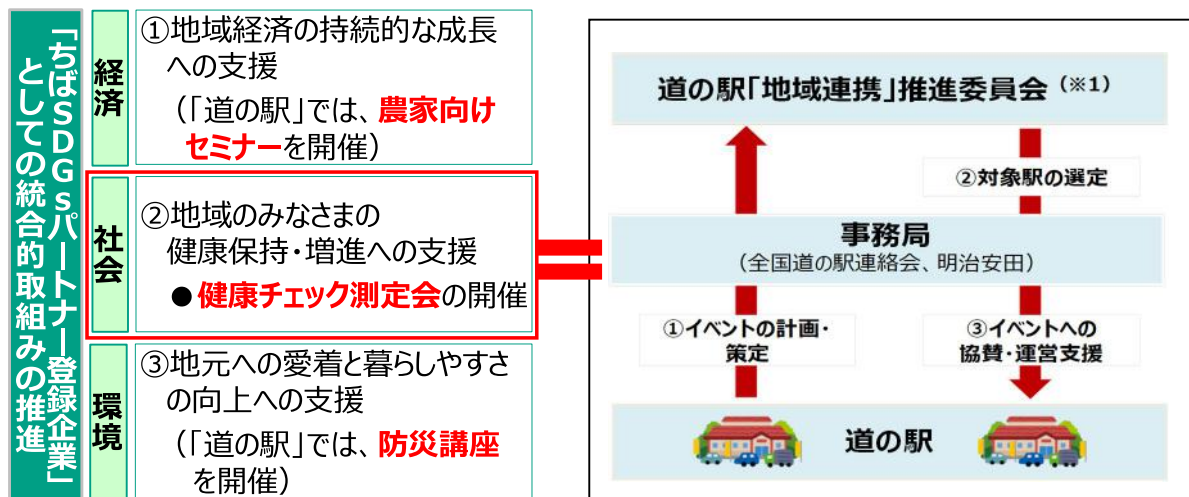 「ちばSDGsパートナー登録企業」
としての統合的取組みの推進
経済
①地域経済の持続的な成長
への支援
(「道の駅」では、農家向け
セミナーを開催)
社会
②地域のみなさまの
健康保持・増進への支援
●健康チェック測定会の開催
環境
③地元への愛着と暮らしやすさ
の向上への支援
(「道の駅」では、防災講座
を開催)
道の駅「地域連携」推進委員会(※1)
②対象駅の選定
事務局
(全国道の駅連絡会、明治安田)
①イベントの計画・
策定
③イベントへの
協賛・運営支援
道の駅